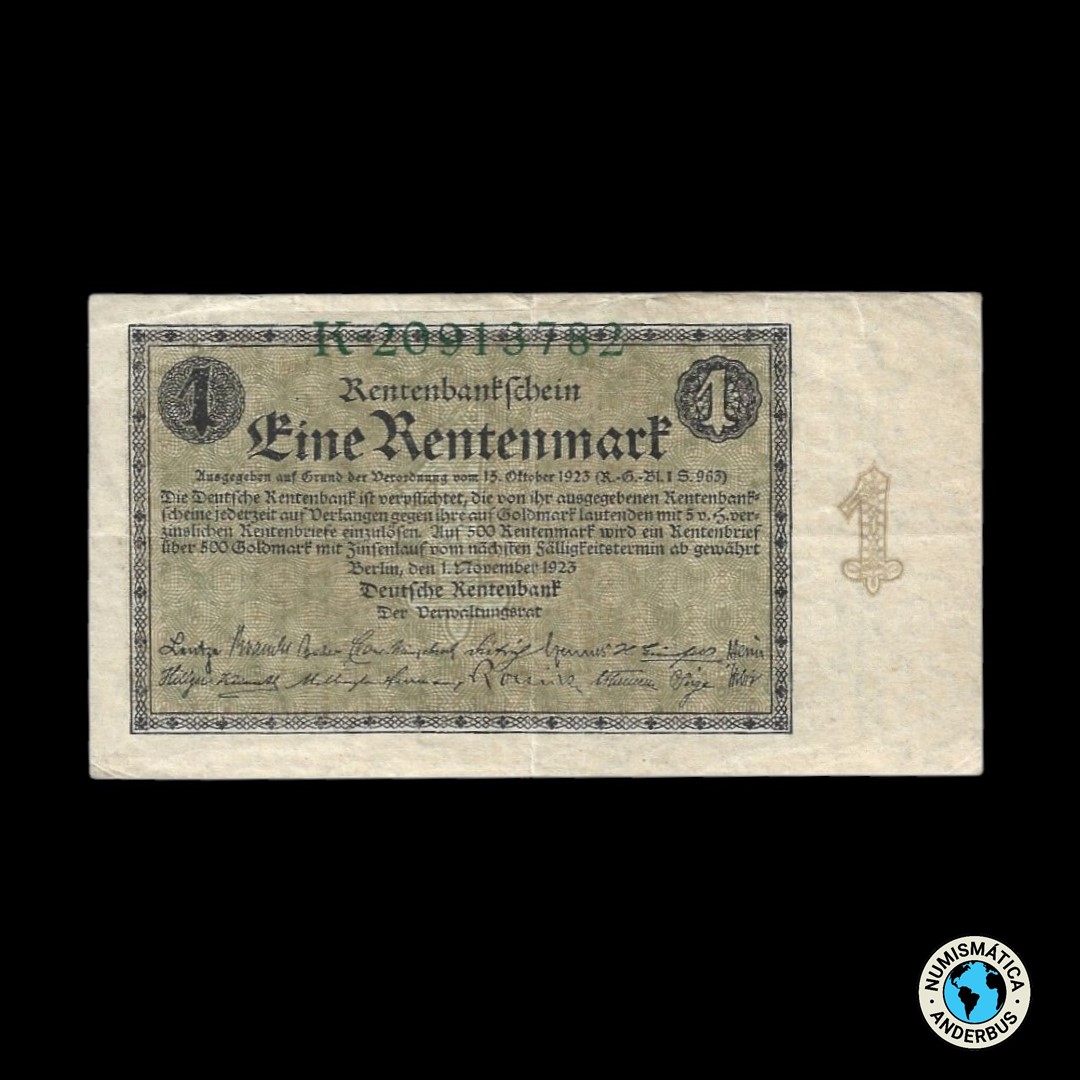 K·20913782
1
1
Rentenbankschein
Eine Rentenmark
Ausgegeben auf Grund der Verordnung vom 15. Oktober 1923 (R.-G.-Bl. I S. 963)
Die Deutsche Rentenbank ist verpflichtet, die von ihr ausgegebenen Rentenbank-
scheine jederzeit auf Verlangen gegen ihre auf Goldmark lautenden mit 5 v. H. ver-
zinslichen Rentenbriefe einzulösen. Auf 500 Rentenmark wird ein Rentenbrief
über 500 Goldmark mit Zinsenlauf vom nächsten Fälligkeitstermin ab gewährt
Berlin, den 1. November 1923
Deutsche Rentenbank
Der Verwaltungsrat
Lentze
1
NUMISMÁTICA
· ANDERBUS ·